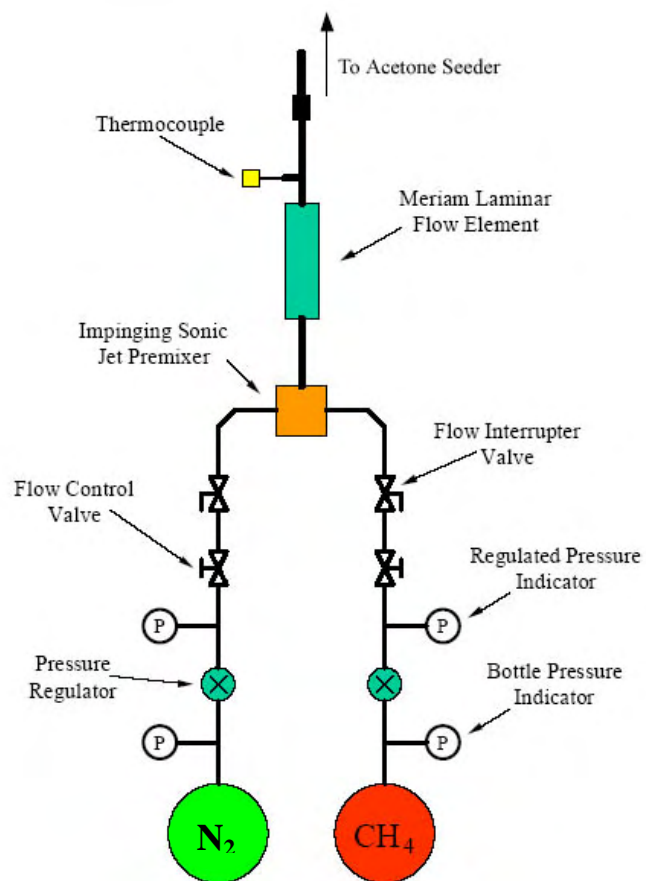 To Acetone Seeder
Thermocouple
Meriam Laminar
Flow Element
Impinging Sonic
Jet Premixer
Flow Interrupter
Valve
Flow Control
Valve
Regulated Pressure
Indicator
P
P
Pressure
Regulator
Bottle Pressure
Indicator
P
P
N₂
CH₄